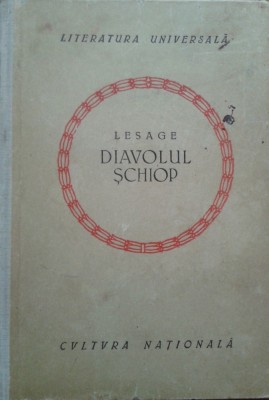 LITERATURA UNIVERSALĂ
LESAGE
DIAVOLUL
ȘCHIOP
CVLTVRA NAȚIONALĂ